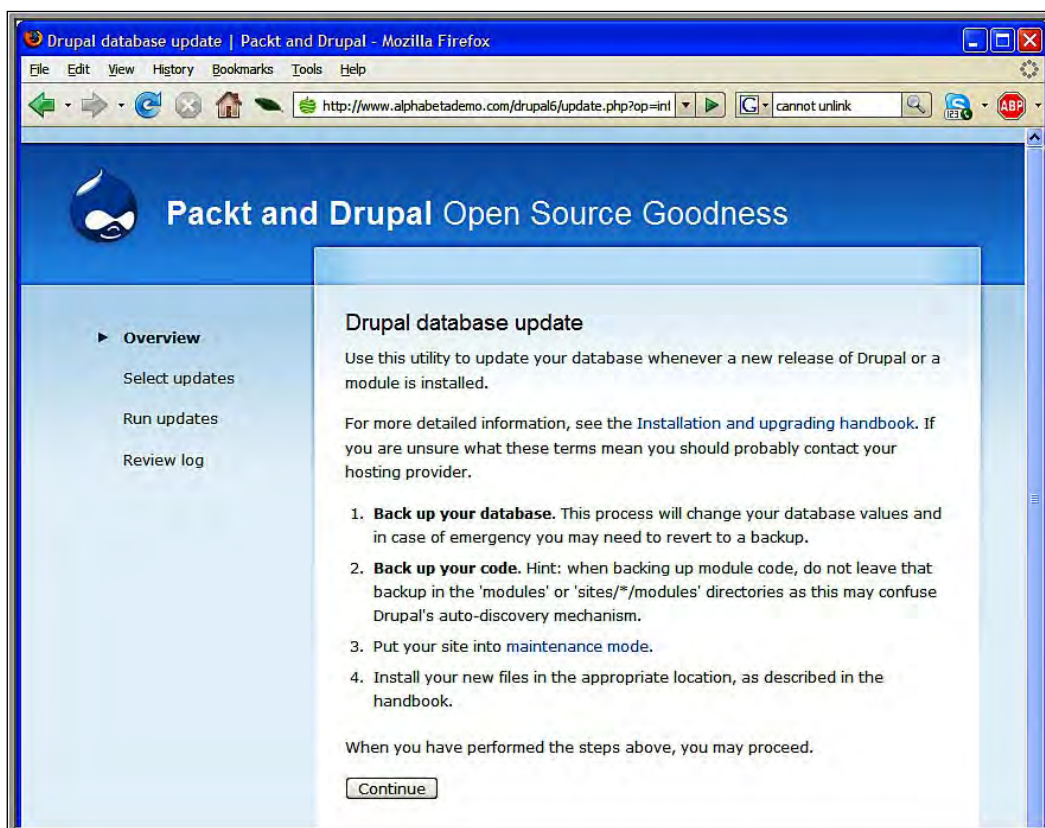 Drupal database update | Packt and Drupal - Mozilla Firefox
File Edit View History Bookmarks Tools Help
http://www.alphabetademo.com/drupal6/update.php?op=inf
G
cannot unlink
123
ABP
Packt and Drupal Open Source Goodness
Overview
Select updates
Run updates
Review log
Drupal database update
Use this utility to update your database whenever a new release of Drupal or a
module is installed.
For more detailed information, see the Installation and upgrading handbook. If
you are unsure what these terms mean you should probably contact your
hosting provider.
1. Back up your database. This process will change your database values and
in case of emergency you may need to revert to a backup.
2. Back up your code. Hint: when backing up module code, do not leave that
backup in the 'modules' or 'sites/*/modules' directories as this may confuse
Drupal's auto-discovery mechanism.
3. Put your site into maintenance mode.
4. Install your new files in the appropriate location, as described in the
handbook.
When you have performed the steps above, you may proceed.
Continue